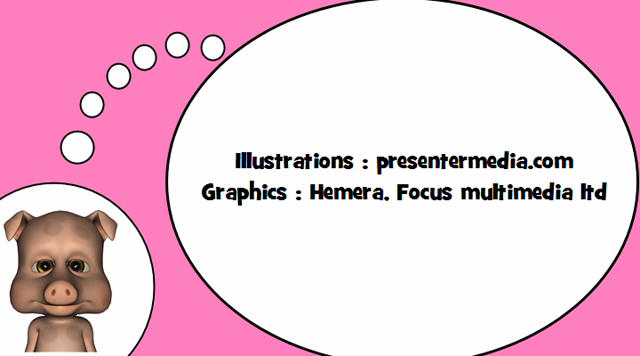 Illustrations : presentermedia.com
Graphics : Hemera. Focus multimedia ltd